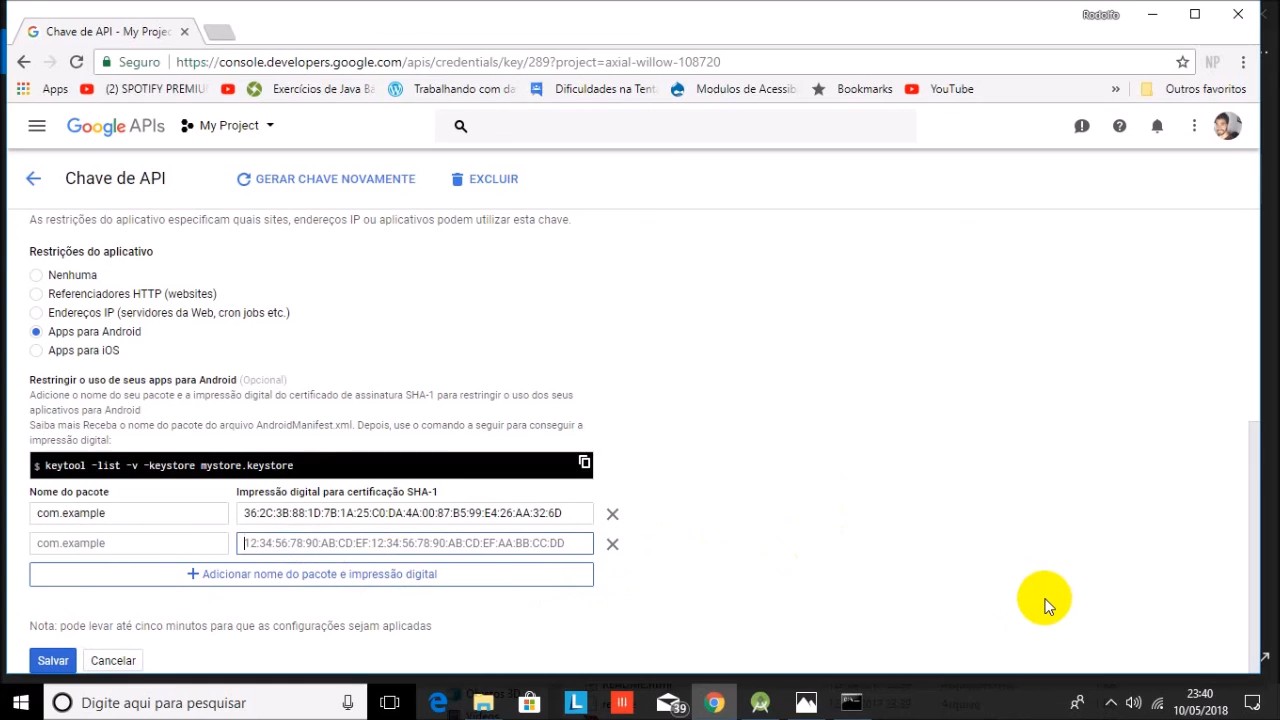 Rodolfo
Chave de API - My Projec
Seguro https://console.developers.google.com/apis/credentials/key/289?project=axial-willow-108720
NP
Apps (2) SPOTIFY PREMIU Exercícios de Java Ba Trabalhando com da Dificuldades na Tenta Modulos de Acessib Bookmarks YouTube » Outros favoritos
Google APIs My Project
Chave de API GERAR CHAVE NOVAMENTE EXCLUIR
As restrições do aplicativo especificam quais sites, endereços IP ou aplicativos podem utilizar esta chave.
Restrições do aplicativo
Nenhuma
Referenciadores HTTP (websites)
Endereços IP (servidores da Web, cron jobs etc.)
Apps para Android
Apps para iOS
Restringir o uso de seus apps para Android (Opcional)
Adicione o nome do seu pacote e a impressão digital do certificado de assinatura SHA-1 para restringir o uso dos seus
aplicativos para Android
Saiba mais Receba o nome do pacote do arquivo AndroidManifest.xml. Depois, use o comando a seguir para conseguir a
impressão digital:
$ keytool -list -v -keystore mystore.keystore
Nome do pacote Impressão digital para certificação SHA-1
com.example 36:2C:3B:88:1D:7B:1A:25:C0:DA:4A:00:87:B5:99:E4:26:AA:32:6D
com.example 12:34:56:78:90:AB:CD:EF:12:34:56:78:90:AB:CD:EF:AA:BB:CC:DD
+ Adicionar nome do pacote e impressão digital
Nota: pode levar até cinco minutos para que as configurações sejam aplicadas
Salvar Cancelar
Digite aqui para pesquisar
39
23:40
10/05/2018